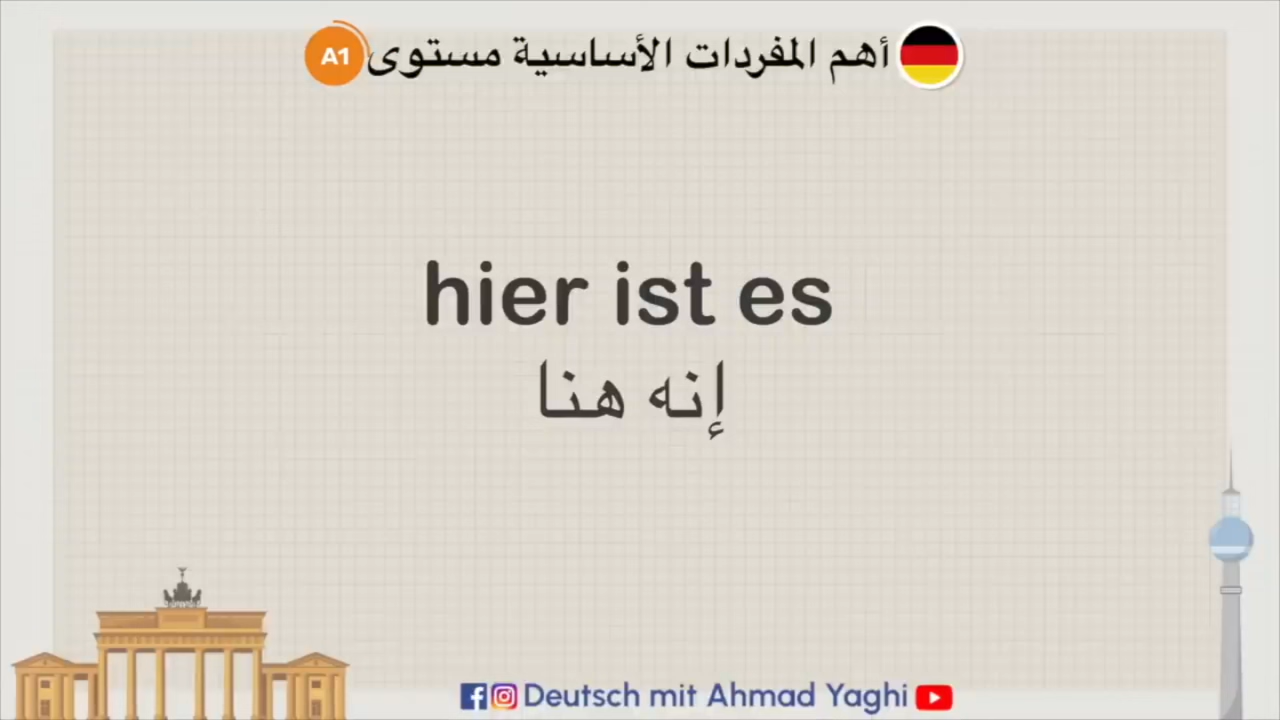 أهم المفردات الأساسية مستوى A1
hier ist es
إنه هنا
Deutsch mit Ahmad Yaghi